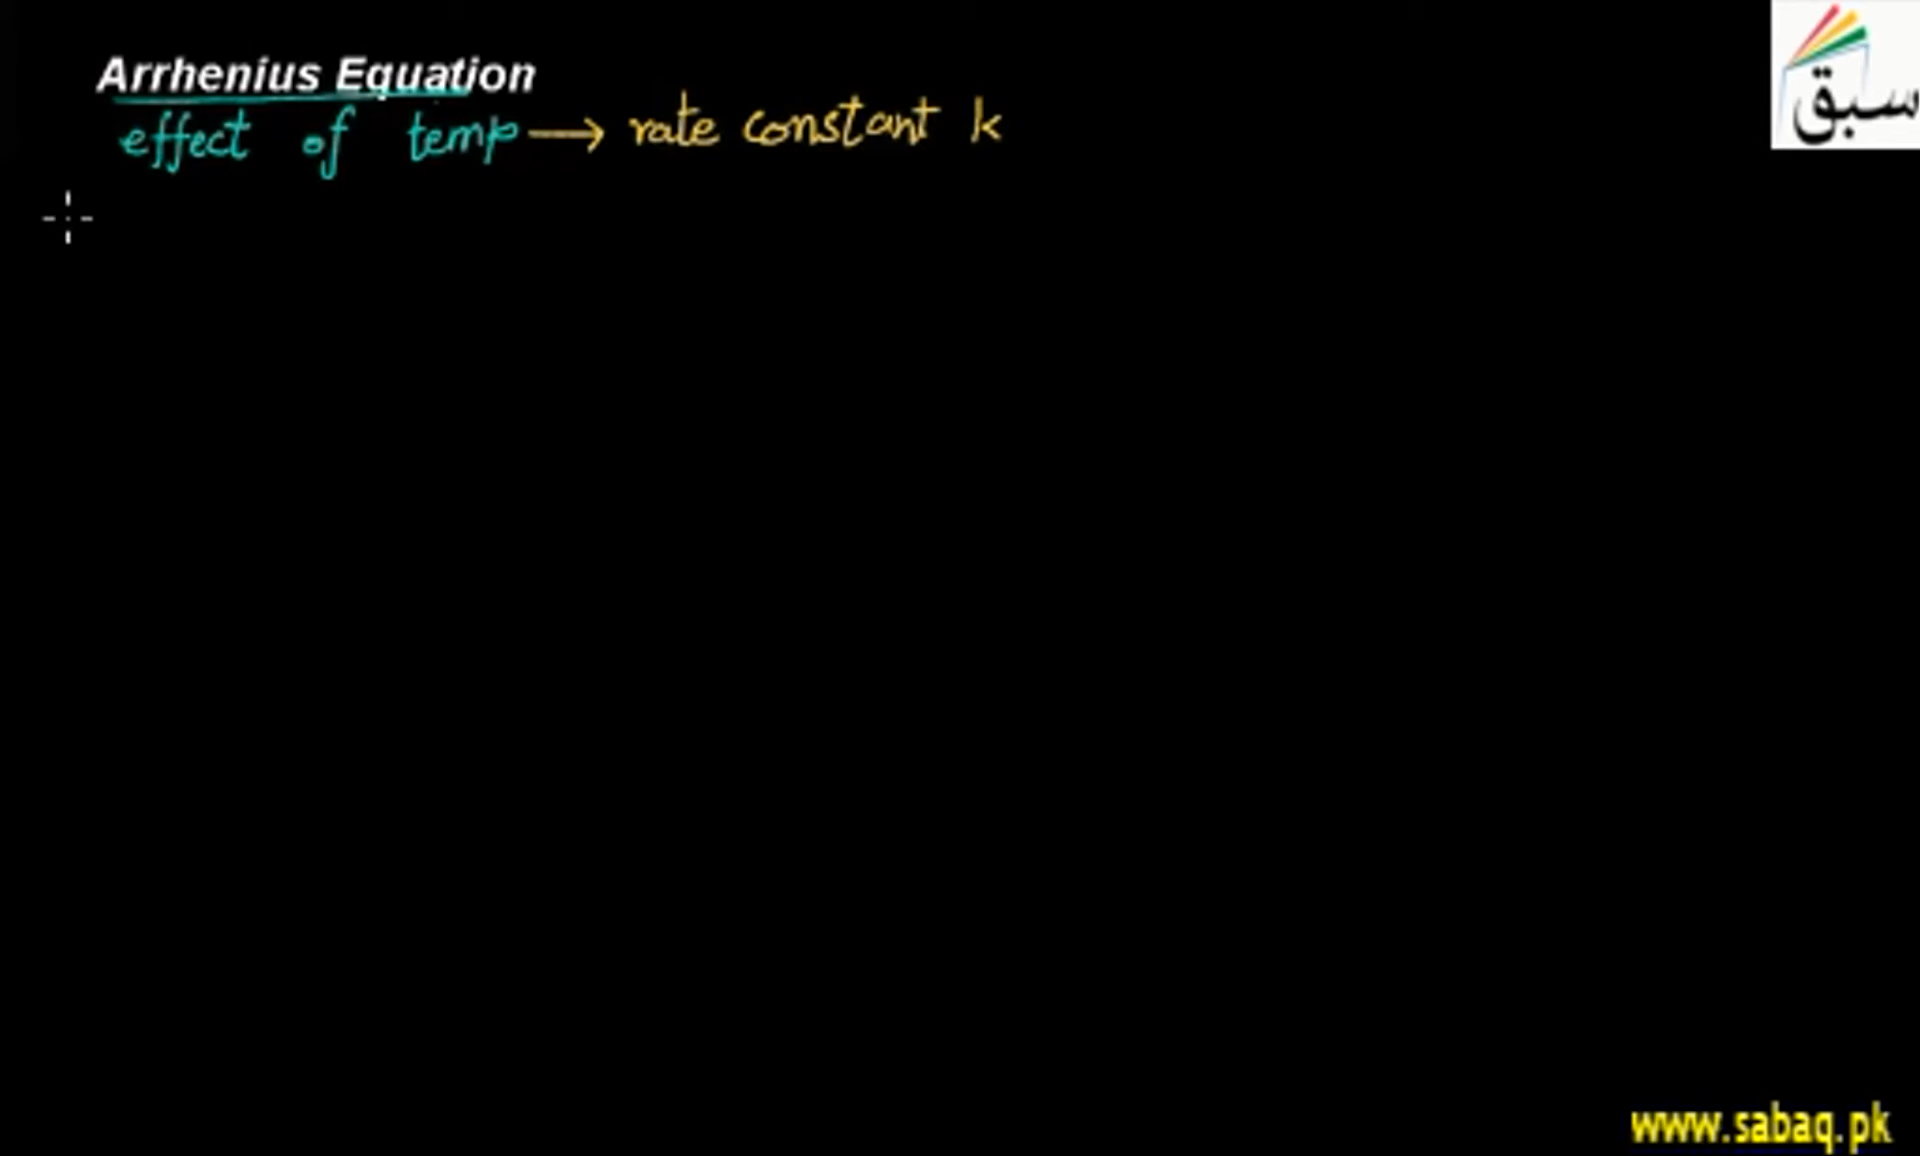 Arrhenius Equation
effect of temp → rate constant k
سبق
www.sabaq.pk